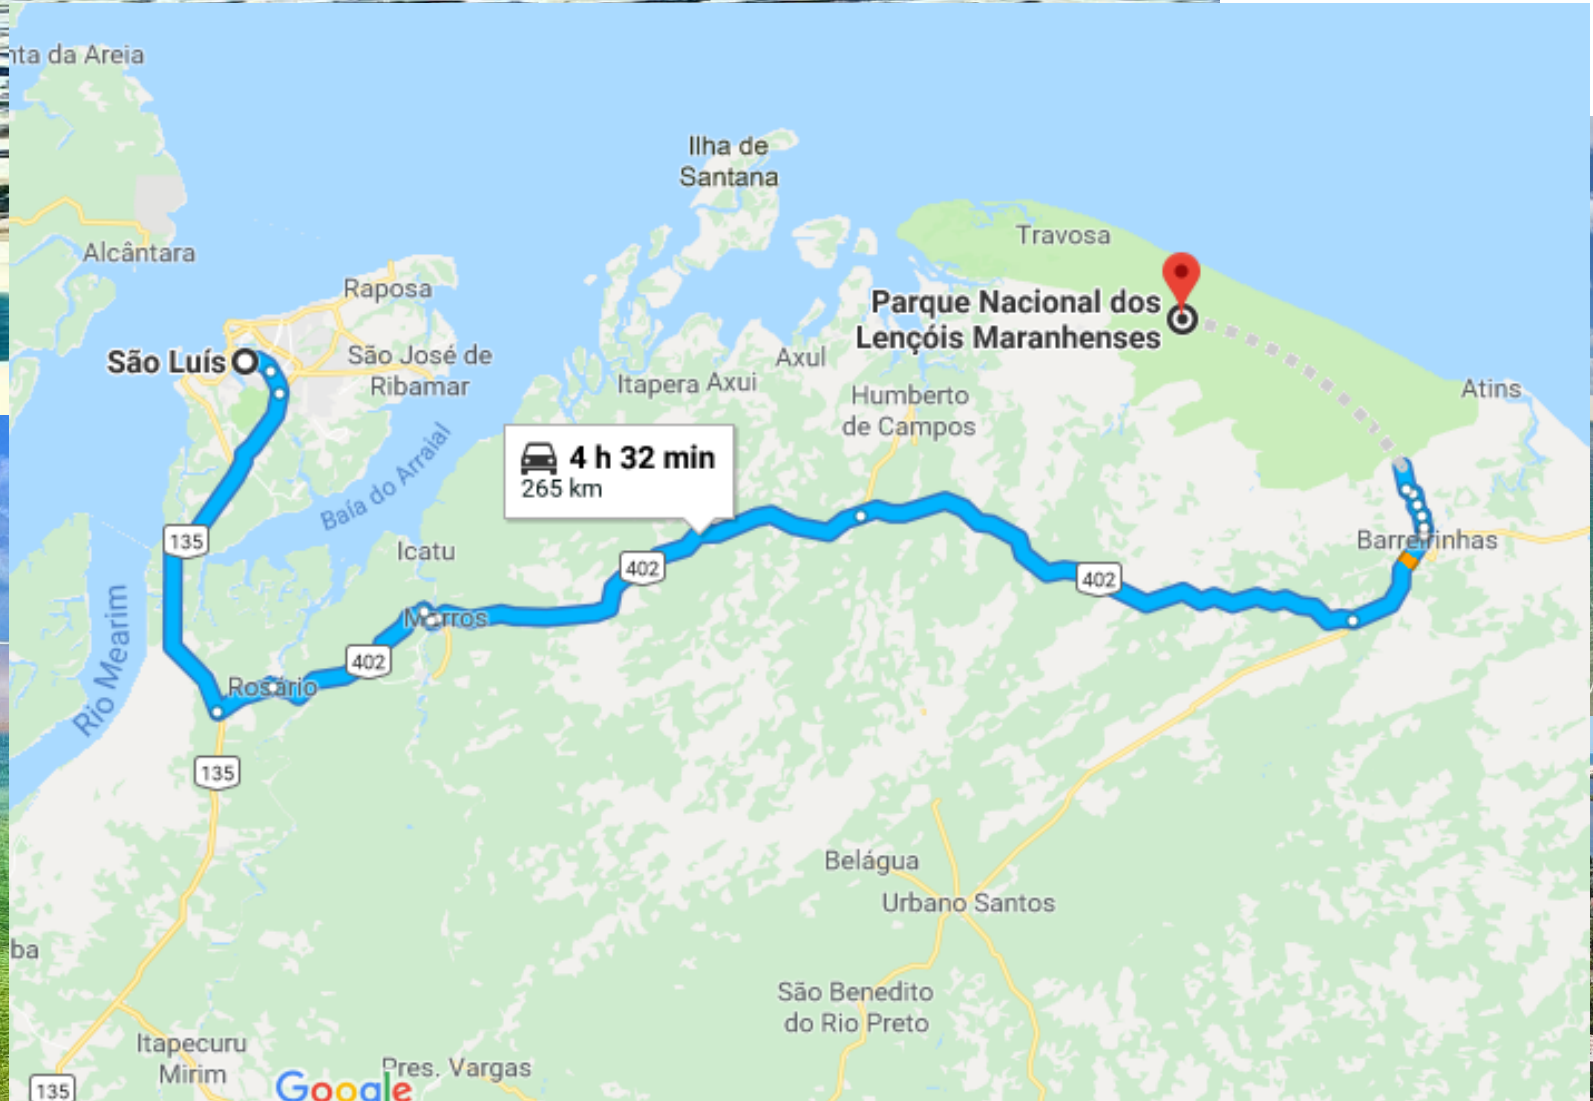 nta da Areia
Ilha de
Santana
Travosa
Alcântara
Raposa
Parque Nacional dos
Lençóis Maranhenses
São Luís
São José de
Ribamar
Axul
Itapera Axui
Humberto
de Campos
Atins
4 h 32 min
265 km
Baía do Arraial
135
Icatu
402
Barreirinhas
402
Rio Mearim
Morros
402
Rosário
135
Belágua
Urbano Santos
ba
São Benedito
do Rio Preto
Itapecuru
Mirim
Pres. Vargas
135
Google